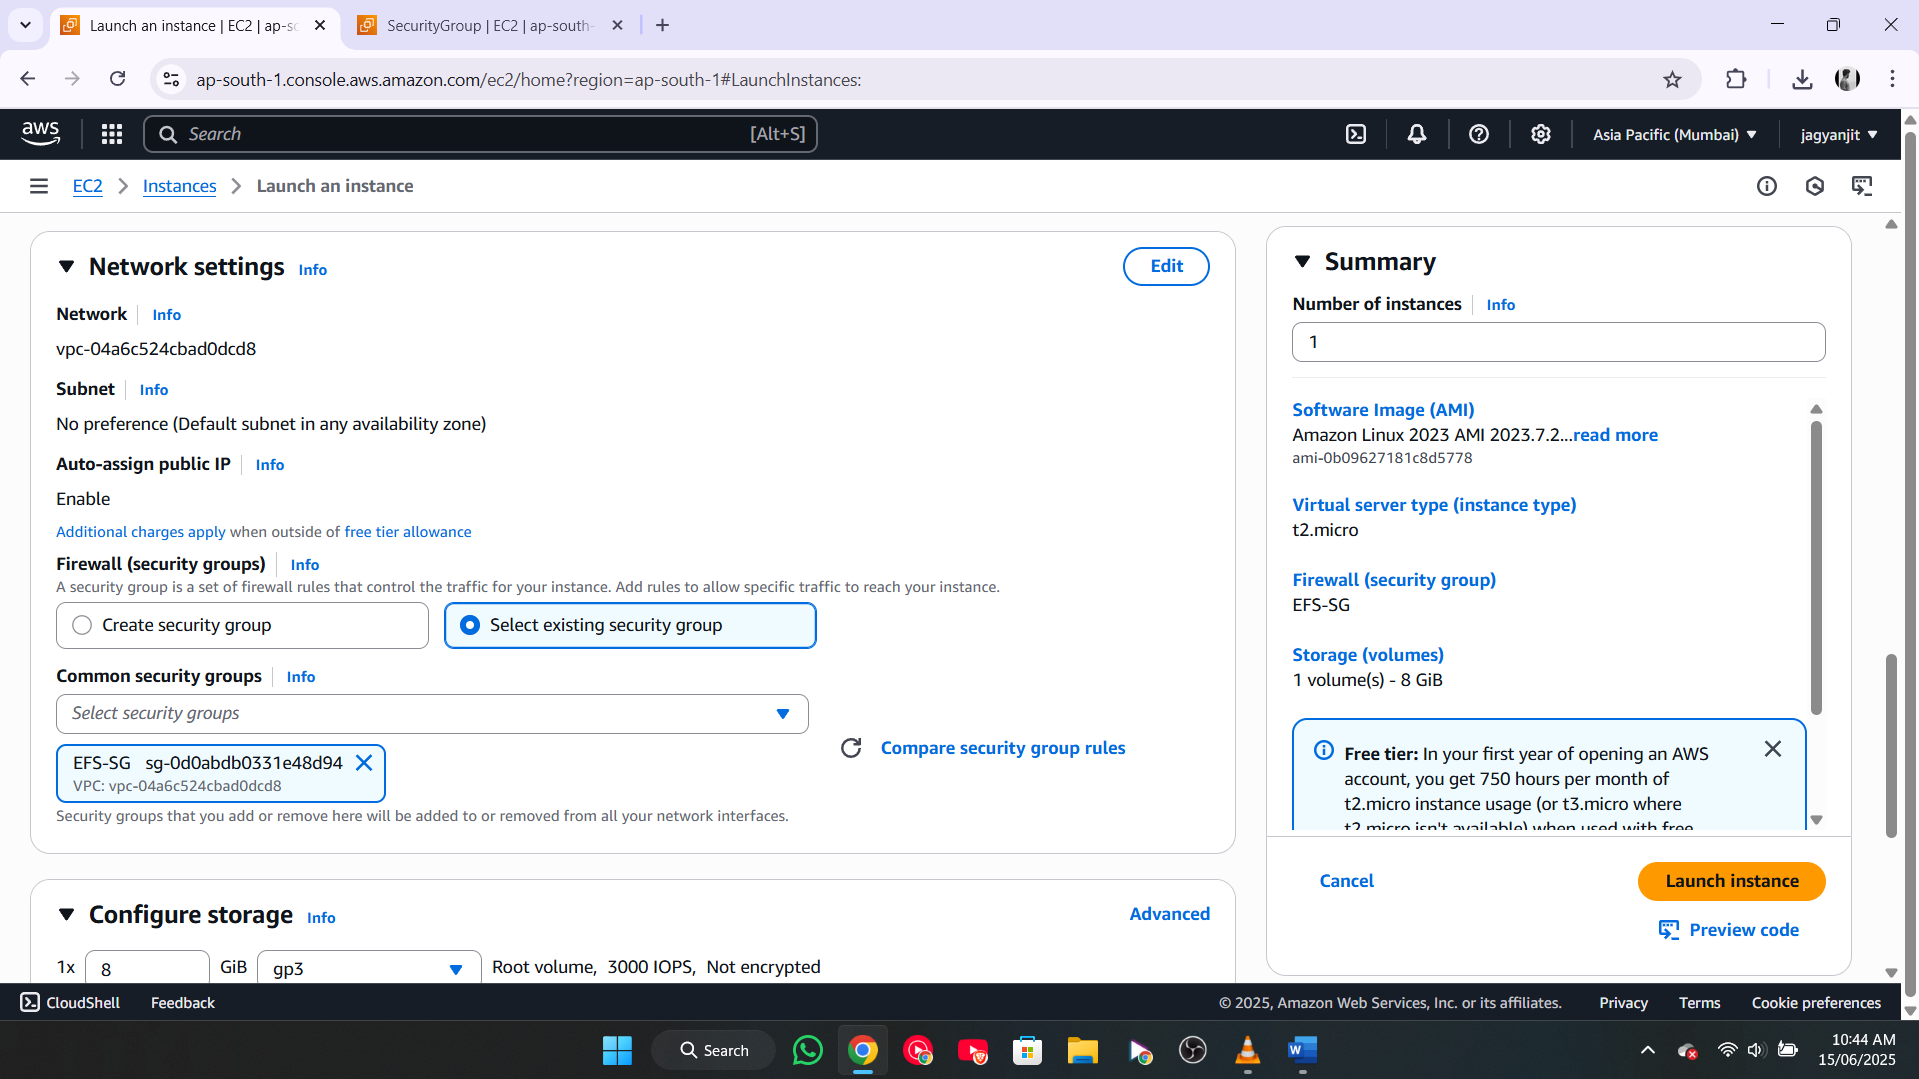 Launch an instance | EC2 | ap-sc
SecurityGroup | EC2 | ap-south-
ap-south-1.console.aws.amazon.com/ec2/home?region=ap-south-1#LaunchInstances:
aws
Search
[Alt+S]
Asia Pacific (Mumbai)
jagyanjit
EC2
Instances
Launch an instance
Network settings Info
Edit
Network Info
vpc-04a6c524cbad0dcd8
Subnet Info
No preference (Default subnet in any availability zone)
Auto-assign public IP Info
Enable
Additional charges apply when outside of free tier allowance
Firewall (security groups) Info
A security group is a set of firewall rules that control the traffic for your instance. Add rules to allow specific traffic to reach your instance.
Create security group
Select existing security group
Common security groups Info
Select security groups
EFS-SG sg-0d0abdb0331e48d94
VPC: vpc-04a6c524cbad0dcd8
Compare security group rules
Security groups that you add or remove here will be added to or removed from all your network interfaces.
Configure storage Info
Advanced
1x 8 GiB gp3 Root volume, 3000 IOPS, Not encrypted
Summary
Number of instances Info
1
Software Image (AMI)
Amazon Linux 2023 AMI 2023.7.2...read more
ami-0b09627181c8d5778
Virtual server type (instance type)
t2.micro
Firewall (security group)
EFS-SG
Storage (volumes)
1 volume(s) - 8 GiB
Free tier: In your first year of opening an AWS
account, you get 750 hours per month of
t2.micro instance usage (or t3.micro where
t2.micro isn't available) when used with free
Cancel
Launch instance
Preview code
CloudShell
Feedback
© 2025, Amazon Web Services, Inc. or its affiliates.
Privacy
Terms
Cookie preferences
Search
10:44 AM
15/06/2025